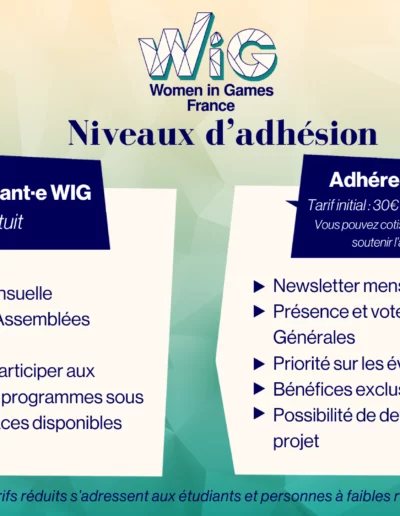 WiG
Women in Games
France
Niveaux d'adhésion
ant·e WIG
tuit
nsuelle
Assemblées
articiper aux
programmes sous
aces disponibles
Adhére
Tarif initial : 30€
Vous pouvez cotis
soutenir l'a
Newsletter mens
Présence et vote
Générales
Priorité sur les év
Bénéfices exclus
Possibilité de de
projet
rifs réduits s'adressent aux étudiants et personnes à faibles r